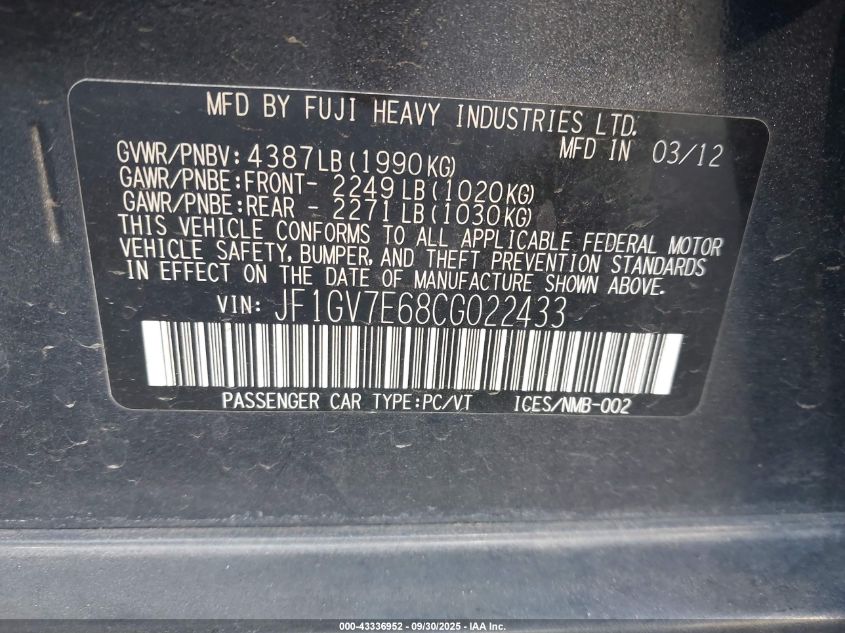 MFD BY FUJI HEAVY INDUSTRIES LTD.
MFD IN 03/12
GVWR/PNBV: 4387LB(1990KG)
GAWR/PNBE:FRONT- 2249LB(1020KG)
GAWR/PNBE:REAR - 2271LB(1030KG)
THIS VEHICLE CONFORMS TO ALL APPLICABLE FEDERAL MOTOR
VEHICLE SAFETY, BUMPER, AND THEFT PREVENTION STANDARDS
IN EFFECT ON THE DATE OF MANUFACTURE SHOWN ABOVE.
VIN: JF1GV7E68CG022433
PASSENGER CAR TYPE:PC/VT ICES/NMB-002
000-43336952 - 09/30/2025 - IAA Inc.